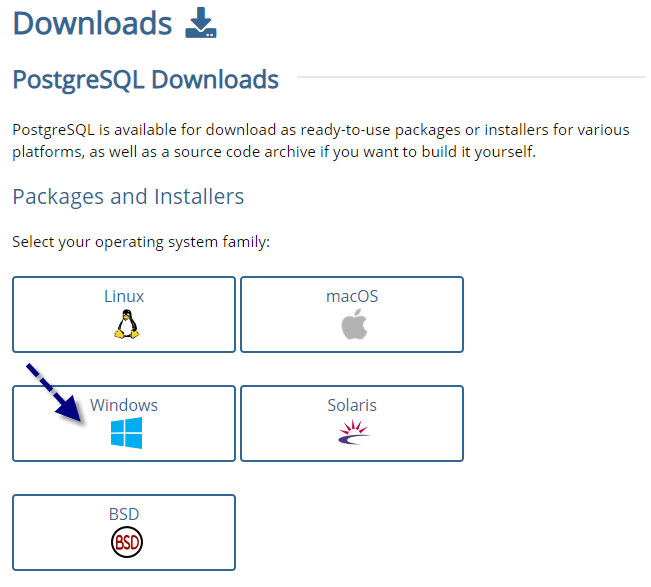 Downloads
PostgreSQL Downloads
PostgreSQL is available for download as ready-to-use packages or installers for various
platforms, as well as a source code archive if you want to build it yourself.
Packages and Installers
Select your operating system family:
Linux
macOS
Windows
Solaris
BSD
BSD